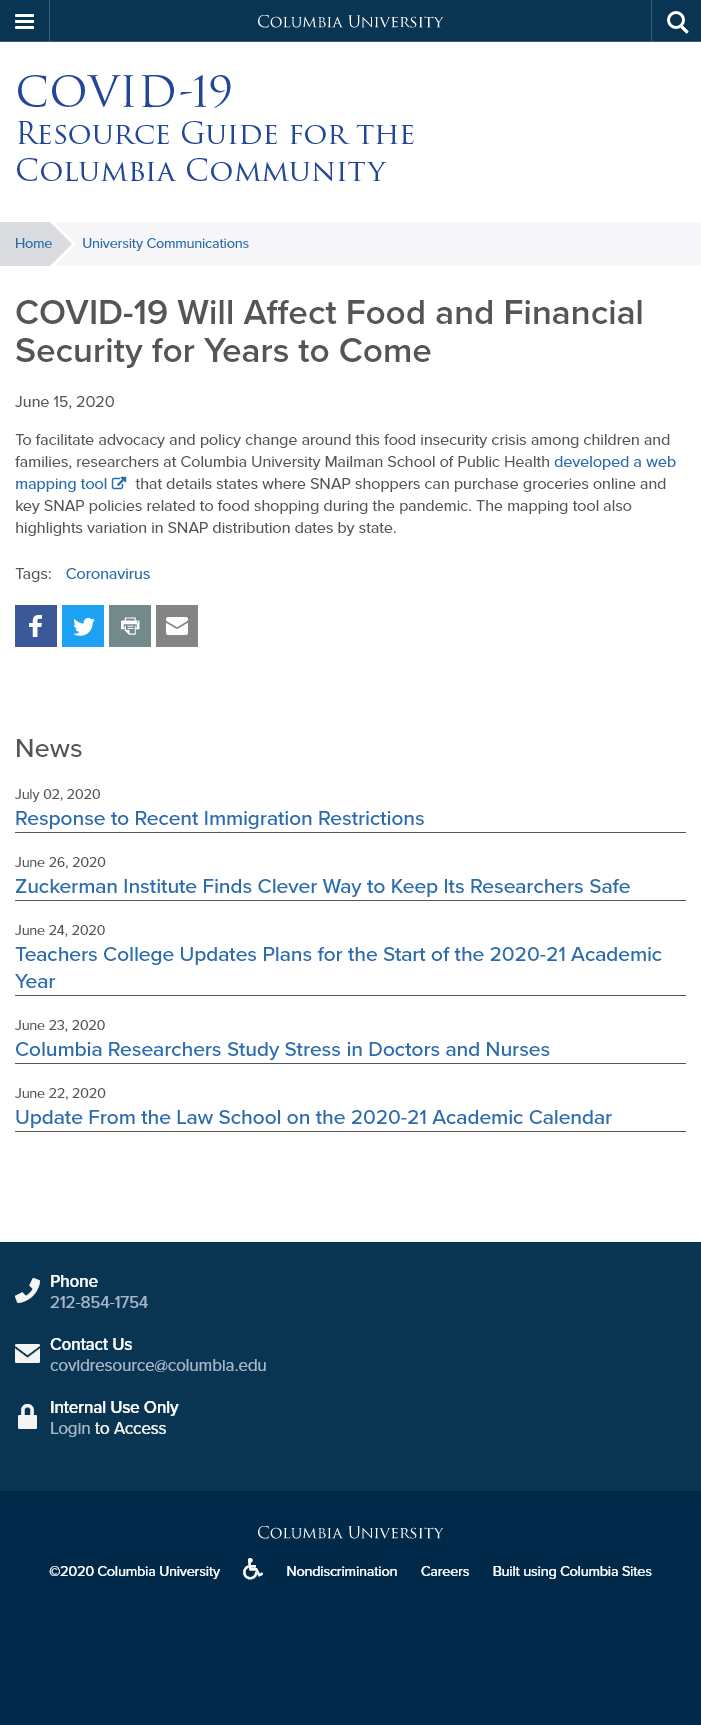 Columbia University
COVID-19
Resource Guide for the
Columbia Community
Home University Communications
COVID-19 Will Affect Food and Financial
Security for Years to Come
June 15, 2020
To facilitate advocacy and policy change around this food insecurity crisis among children and
families, researchers at Columbia University Mailman School of Public Health developed a web
mapping tool that details states where SNAP shoppers can purchase groceries online and
key SNAP policies related to food shopping during the pandemic. The mapping tool also
highlights variation in SNAP distribution dates by state.
Tags: Coronavirus
News
July 02, 2020
Response to Recent Immigration Restrictions
June 26, 2020
Zuckerman Institute Finds Clever Way to Keep Its Researchers Safe
June 24, 2020
Teachers College Updates Plans for the Start of the 2020-21 Academic
Year
June 23, 2020
Columbia Researchers Study Stress in Doctors and Nurses
June 22, 2020
Update From the Law School on the 2020-21 Academic Calendar
Phone
212-854-1754
Contact Us
covidresource@columbia.edu
Internal Use Only
Login to Access
Columbia University
©2020 Columbia University Nondiscrimination Careers Built using Columbia Sites